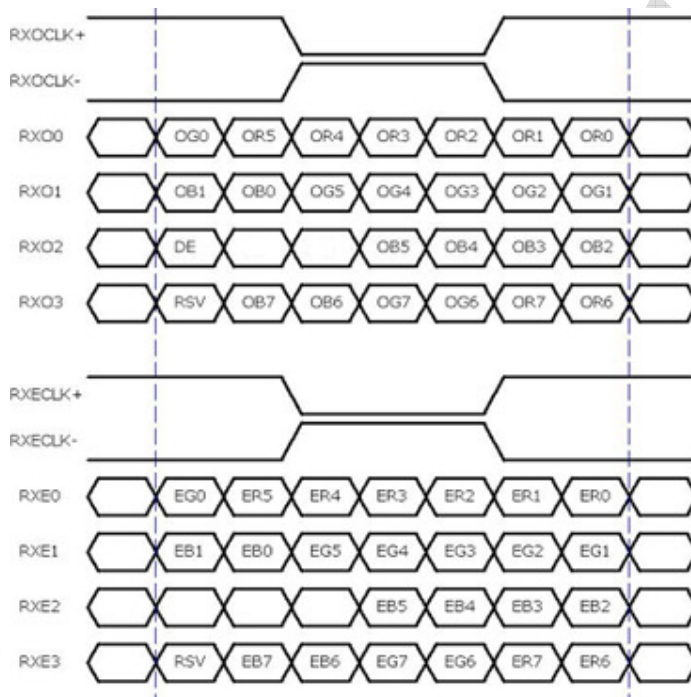 RXOCLK+
RXOCLK-
RXO0 OG0 OR5 OR4 OR3 OR2 OR1 OR0
RXO1 OB1 OB0 OG5 OG4 OG3 OG2 OG1
RXO2 DE OB5 OB4 OB3 OB2
RXO3 RSV OB7 OB6 OG7 OG6 OR7 OR6
RXECLK+
RXECLK-
RXE0 EG0 ER5 ER4 ER3 ER2 ER1 ER0
RXE1 EB1 EB0 EG5 EG4 EG3 EG2 EG1
RXE2 EB5 EB4 EB3 EB2
RXE3 RSV EB7 EB6 EG7 EG6 ER7 ER6